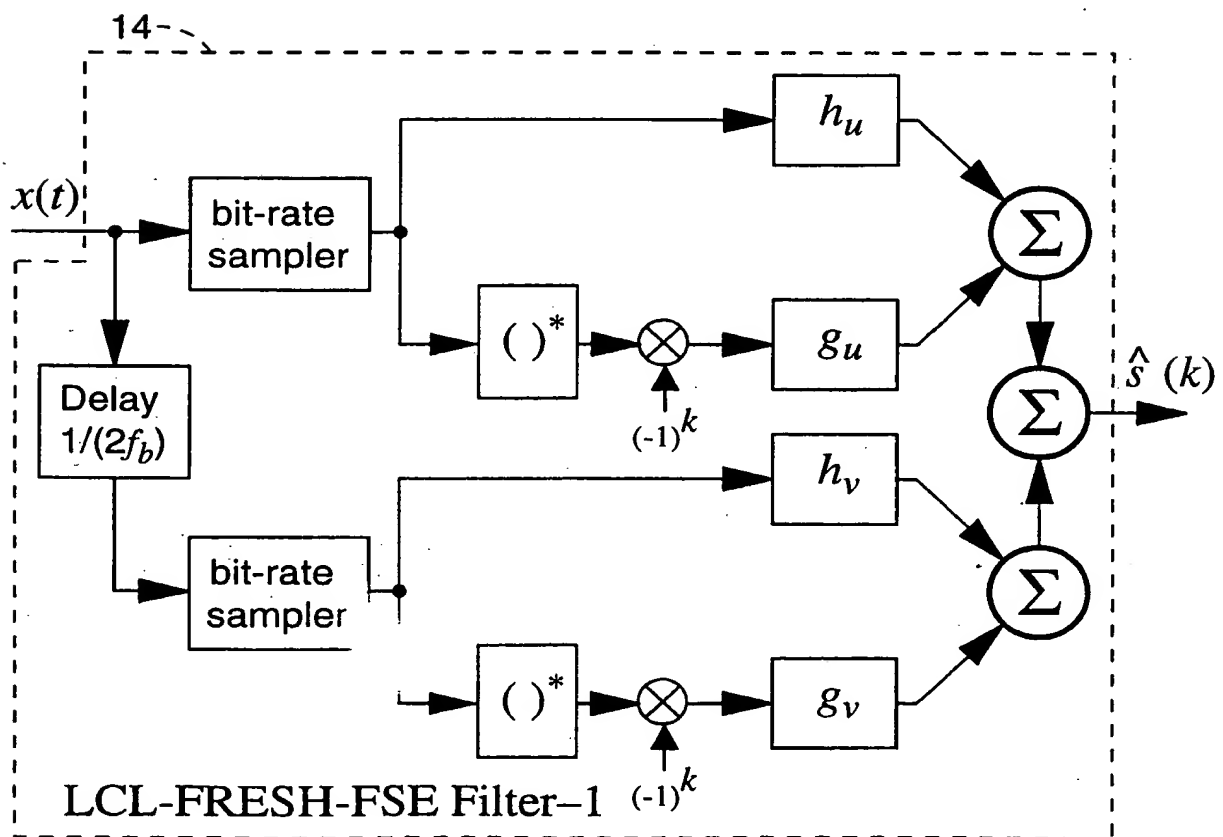 14
x(t)
bit-rate
sampler
h_u
Σ
( )*
g_u
(-1)^k
Delay
1/(2f_b)
Σ
ŝ (k)
h_v
bit-rate
sampler
Σ
( )*
g_v
(-1)^k
LCL-FRESH-FSE Filter–1